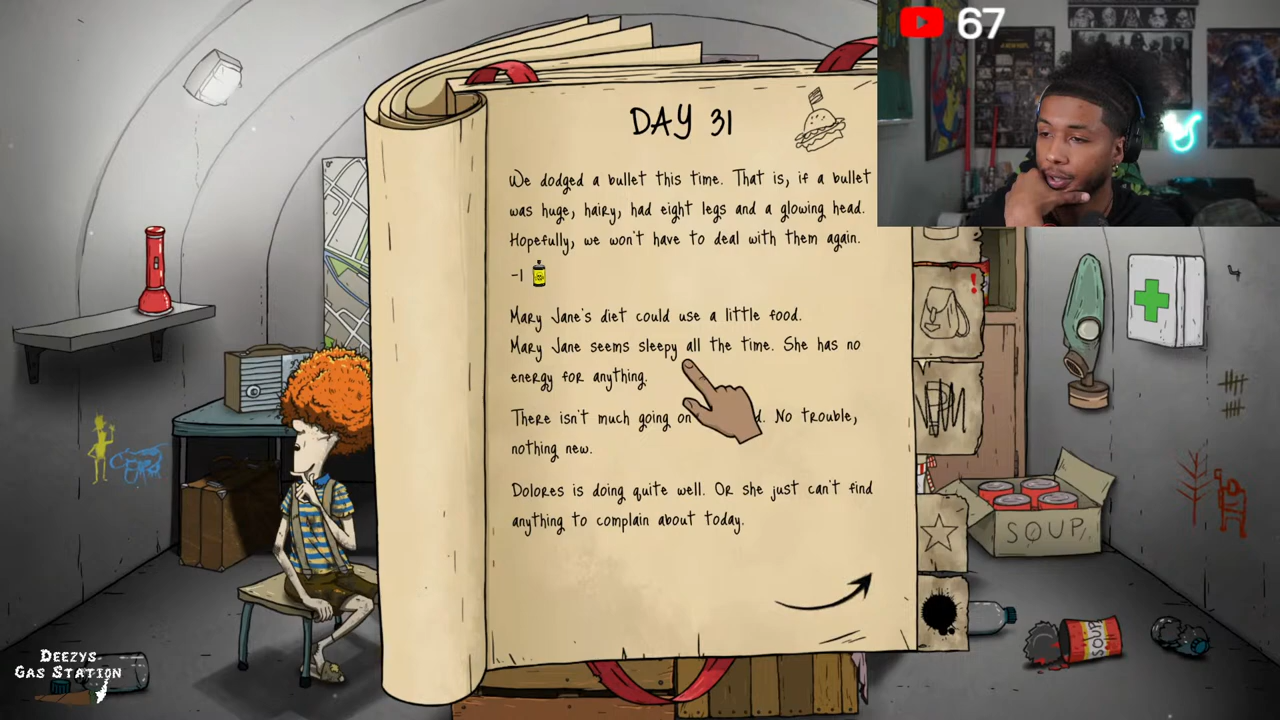 67
DAY 31
We dodged a bullet this time. That is, if a bullet
was huge, hairy, had eight legs and a glowing head.
Hopefully, we won't have to deal with them again.
-1
Mary Jane's diet could use a little food.
Mary Jane seems sleepy all the time. She has no
energy for anything.
There isn't much going on d. No trouble,
nothing new.
Dolores is doing quite well. Or she just can't find
anything to complain about today.
SOUP
SOUP
DEEZYS
GAS STATION